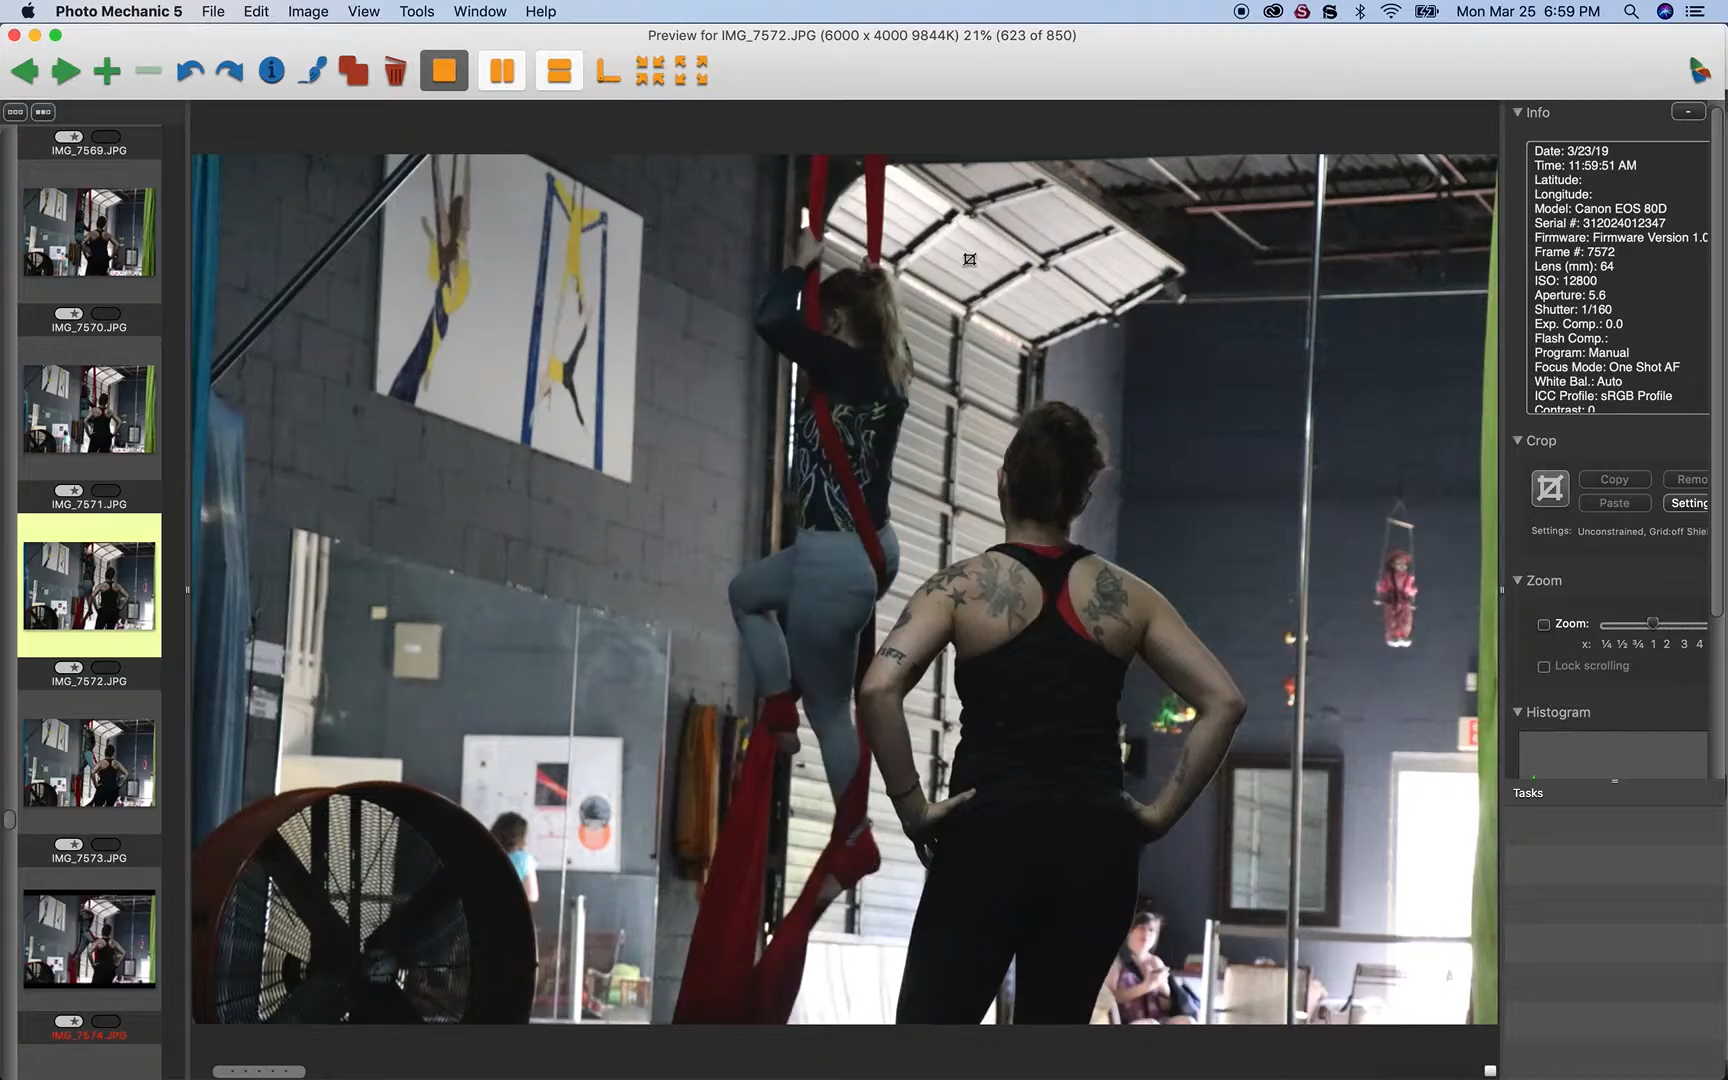 Photo Mechanic 5 File Edit Image View Tools Window Help Mon Mar 25 6:59 PM
Preview for IMG_7572.JPG (6000 x 4000 9844K) 21% (623 of 850)
IMG_7569.JPG
IMG_7570.JPG
IMG_7571.JPG
IMG_7572.JPG
IMG_7573.JPG
IMG_7574.JPG
Info
-
Date: 3/23/19
Time: 11:59:51 AM
Latitude:
Longitude:
Model: Canon EOS 80D
Serial #: 312024012347
Firmware: Firmware Version 1.0
Frame #: 7572
Lens (mm): 64
ISO: 12800
Aperture: 5.6
Shutter: 1/160
Exp. Comp.: 0.0
Flash Comp.:
Program: Manual
Focus Mode: One Shot AF
White Bal.: Auto
ICC Profile: sRGB Profile
Contrast: 0
Crop
Copy Remo
Paste Setting
Settings: Unconstrained, Grid:off Shie
Zoom
Zoom:
x: ¼ ½ ¾ 1 2 3 4
Lock scrolling
Histogram
Tasks